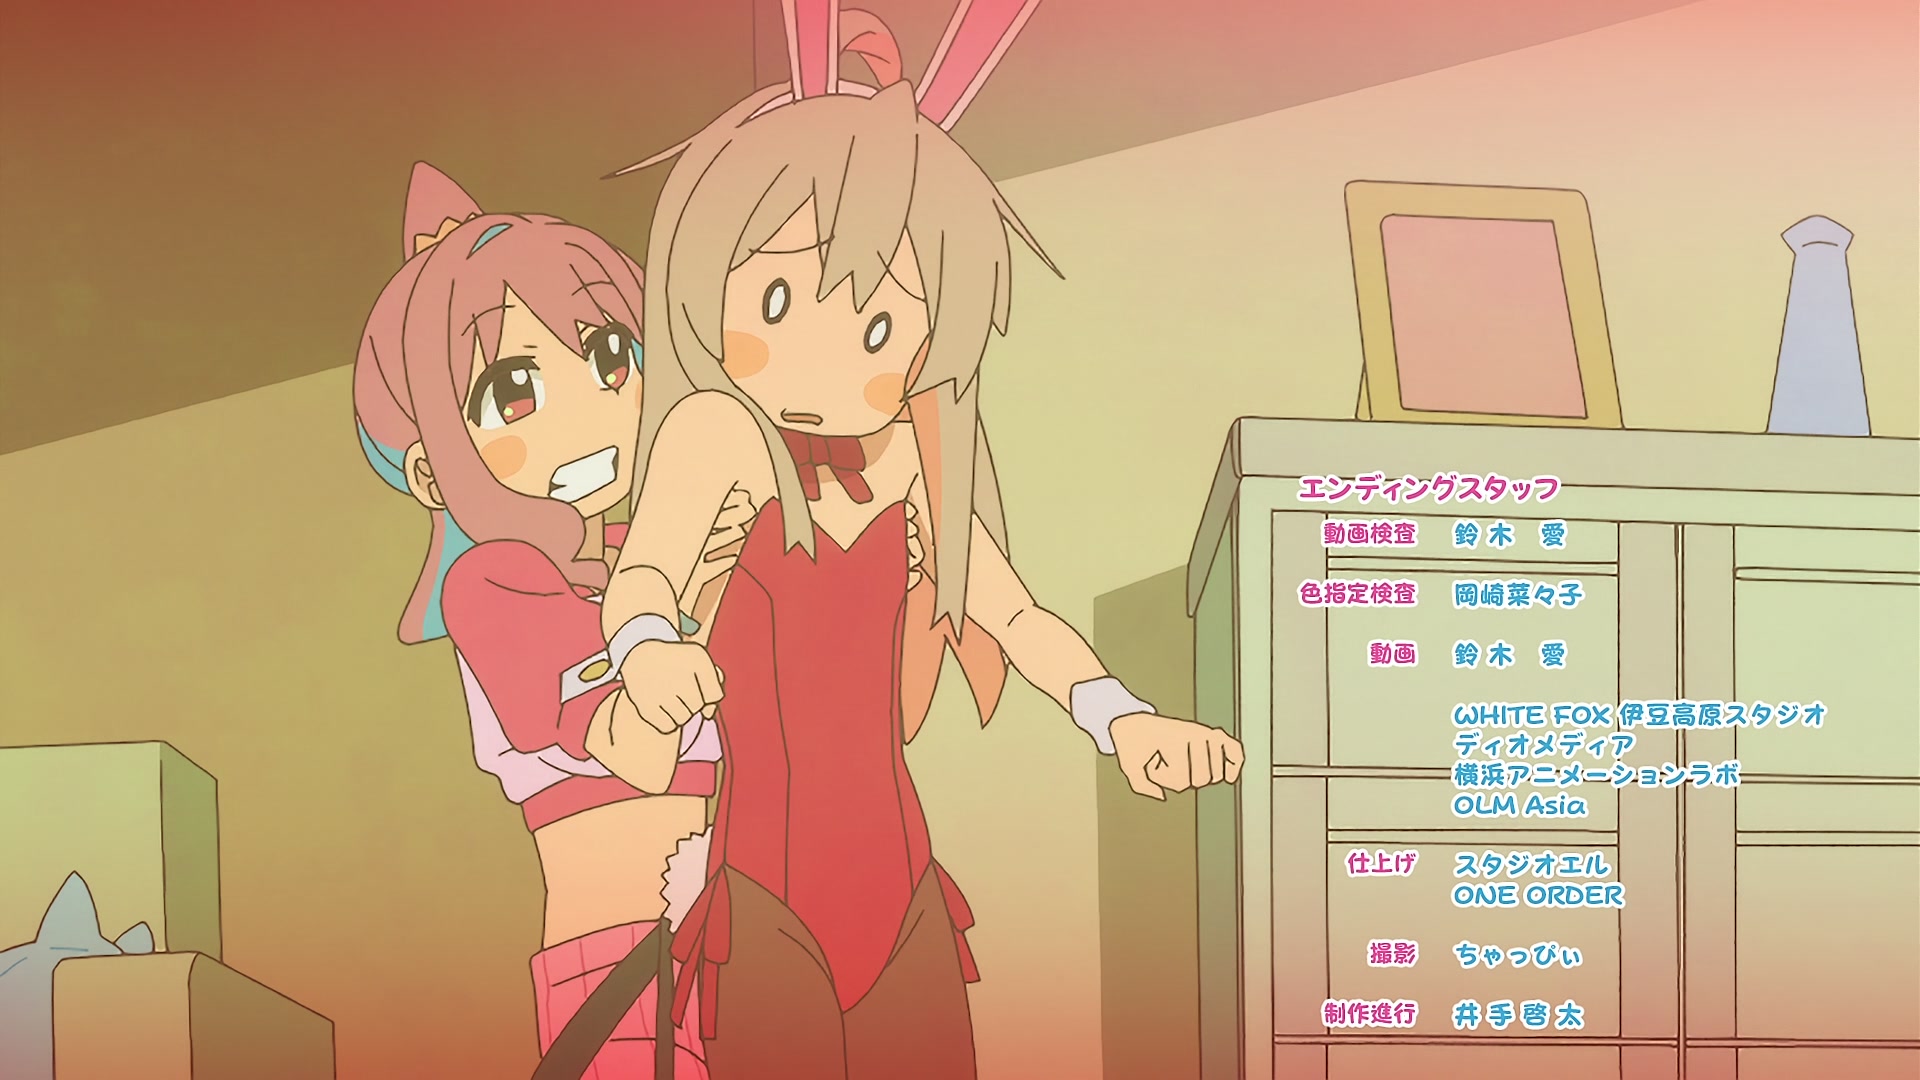 エンディングスタッフ
動画検査 鈴木 愛
色指定検査 岡崎菜々子
動画 鈴木 愛
WHITE FOX 伊豆高原スタジオ
ディオメディア
横浜アニメーションラボ
OLM Asia
仕上げ スタジオエル
ONE ORDER
撮影 ちゃっぴぃ
制作進行 井手啓太